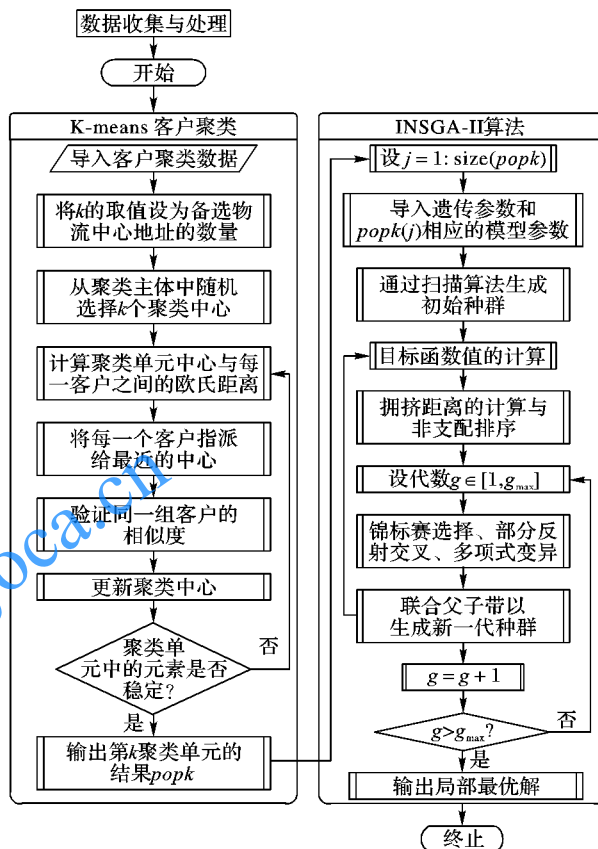 数据收集与处理
开始
K-means 客户聚类
导入客户聚类数据
将k的取值设为备选物
流中心地址的数量
从聚类主体中随机
选择k个聚类中心
计算聚类单元中心与每
一客户之间的欧氏距离
将每一个客户指派
给最近的中心
验证同一组客户的
相似度
更新聚类中心
聚类单
元中的元素是否
稳定?
否
是
输出第k聚类单元的
结果popk
INSGA-II算法
设j = 1: size(popk)
导入遗传参数和
popk(j)相应的模型参数
通过扫描算法生成
初始种群
目标函数值的计算
拥挤距离的计算与
非支配排序
设代数g∈[1,gmax]
锦标赛选择、部分反
射交叉、多项式变异
联合父子带以
生成新一代种群
g = g + 1
g>gmax?
否
是
输出局部最优解
终止
oca.cn